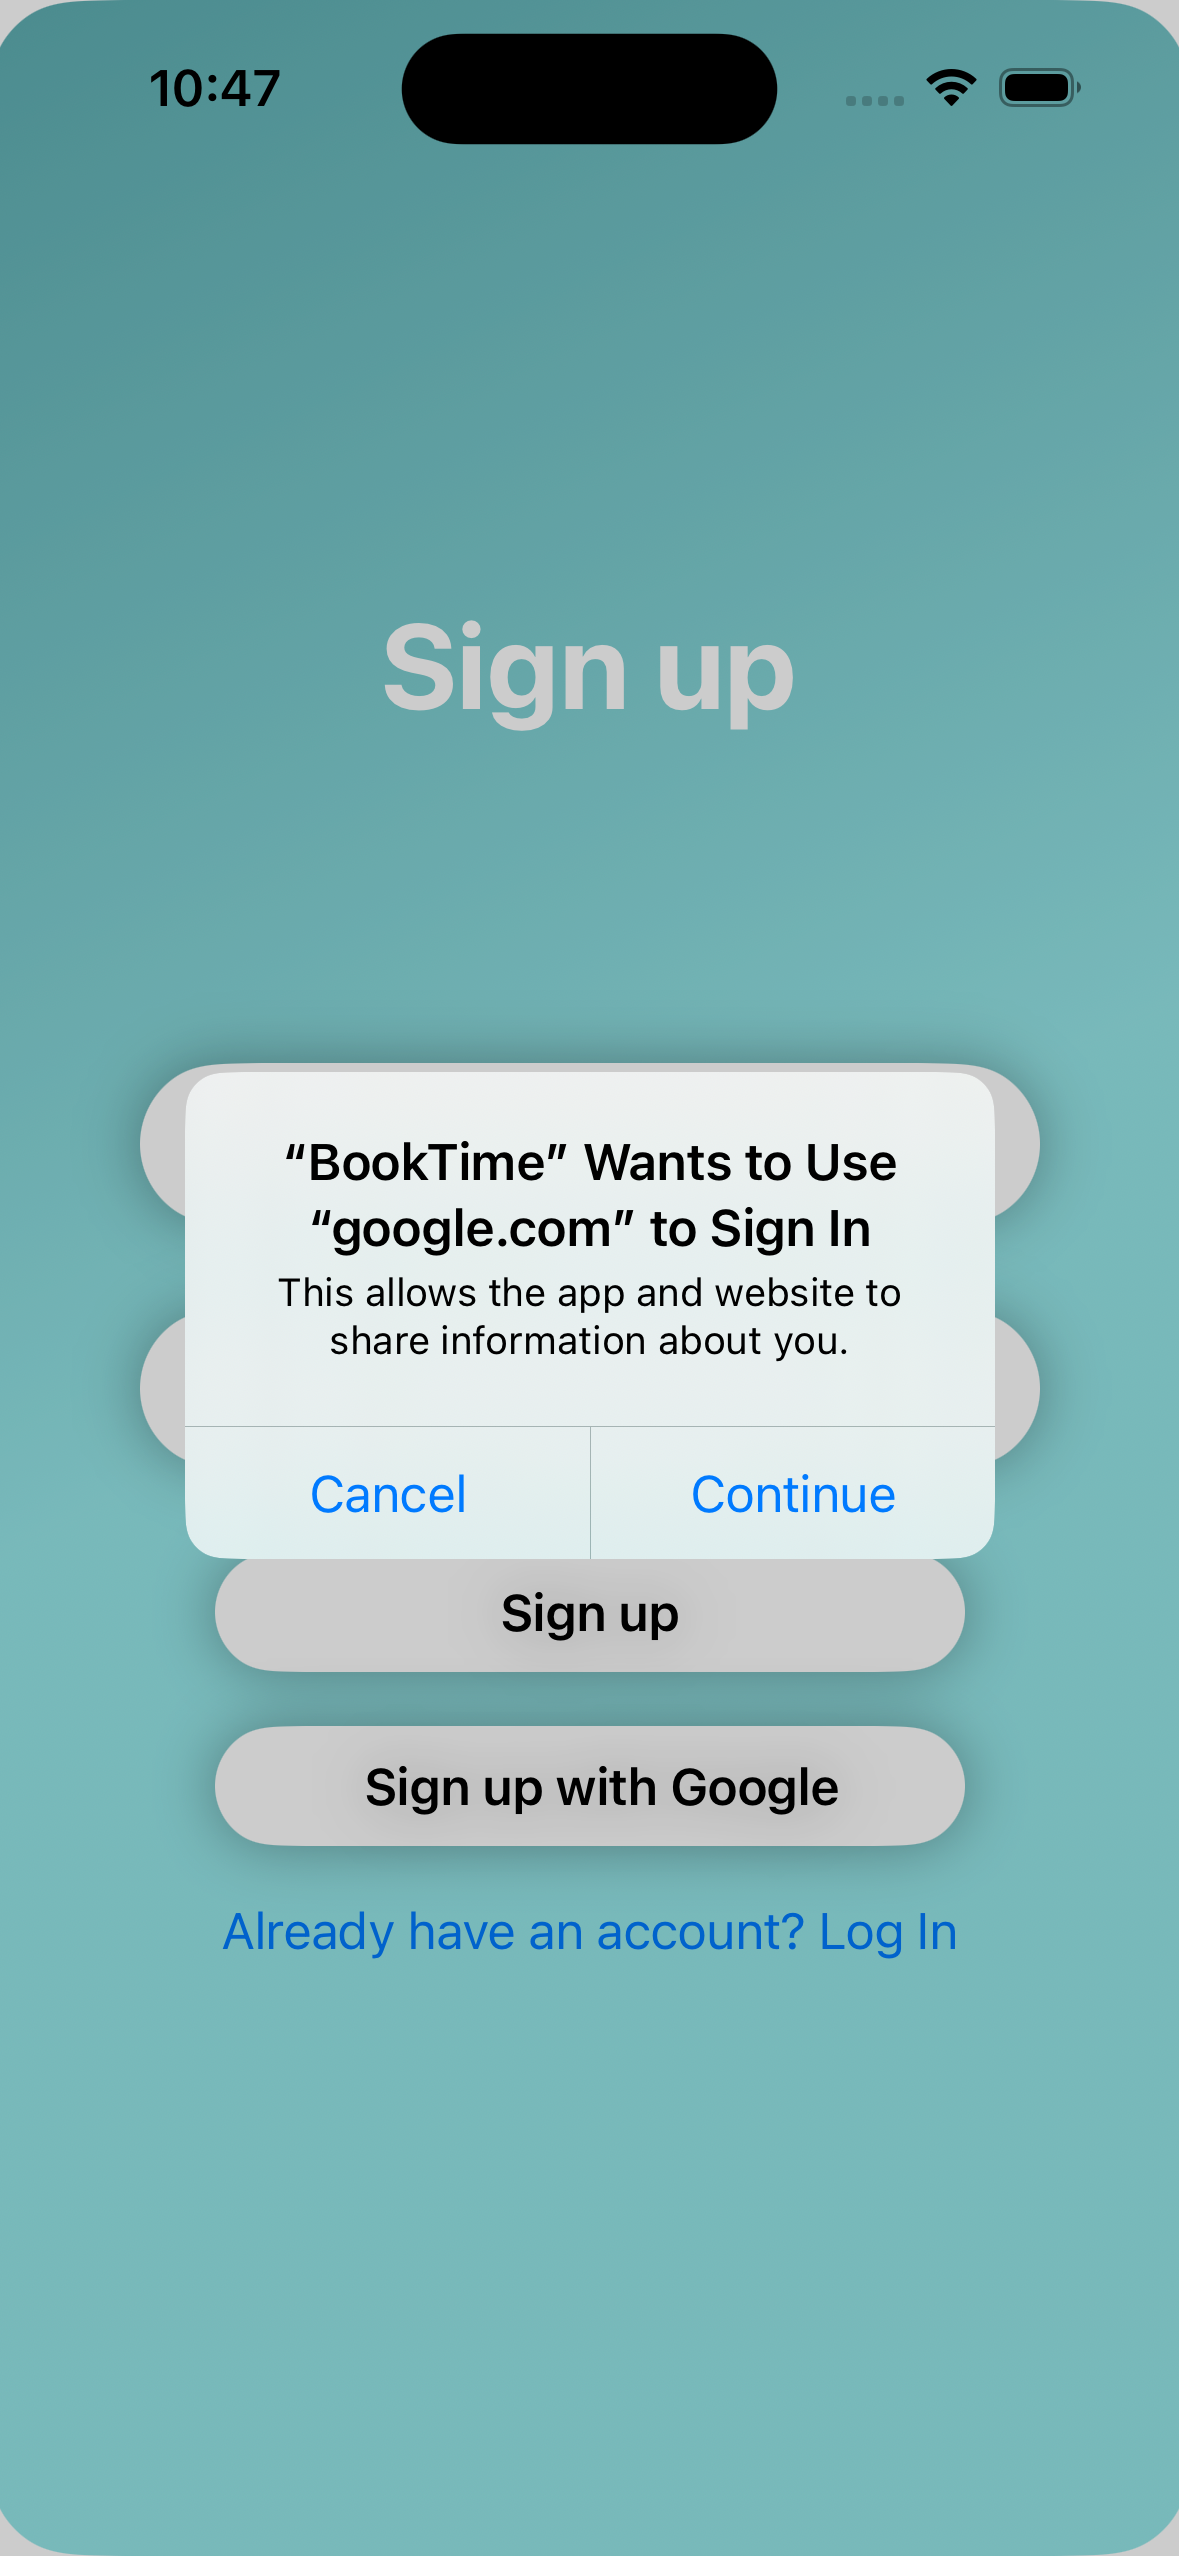 10:47
Sign up
“BookTime” Wants to Use
“google.com” to Sign In
This allows the app and website to
share information about you.
Cancel
Continue
Sign up
Sign up with Google
Already have an account? Log In